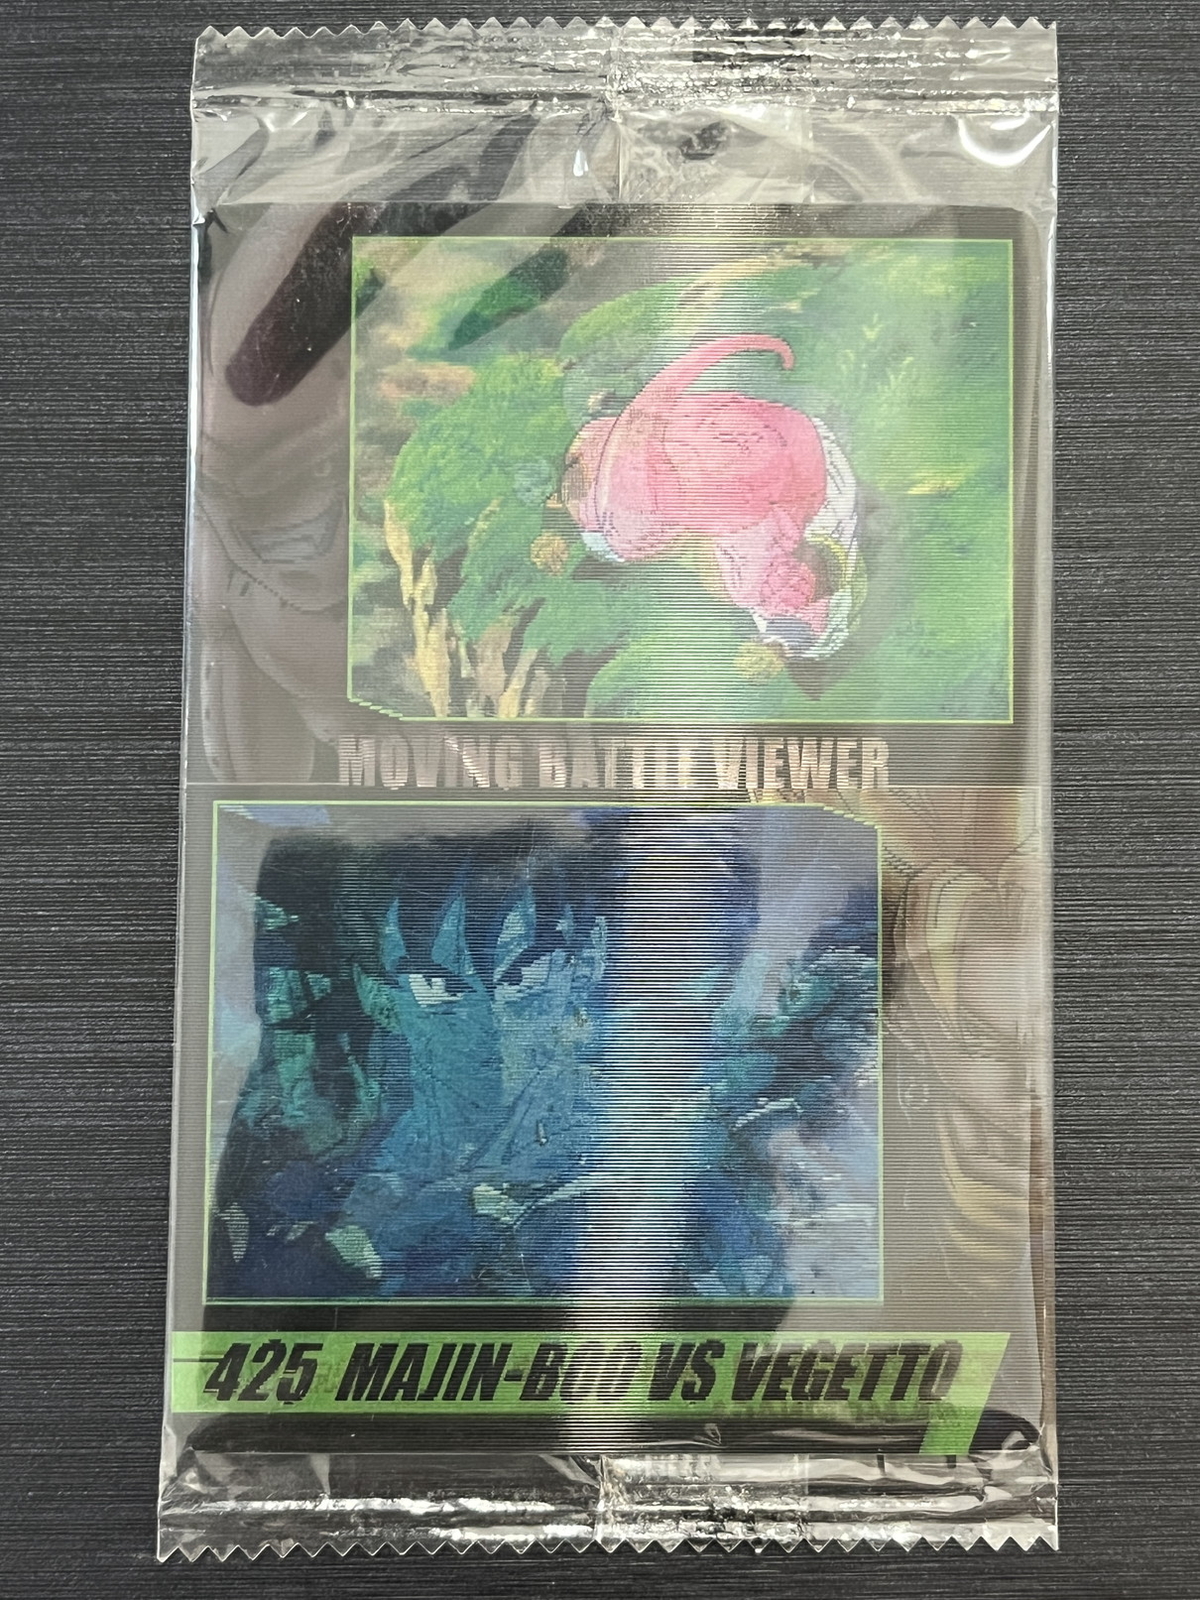 MOVING BATTLE VIEWER
425 MAJIN-BOO VS VEGETTO